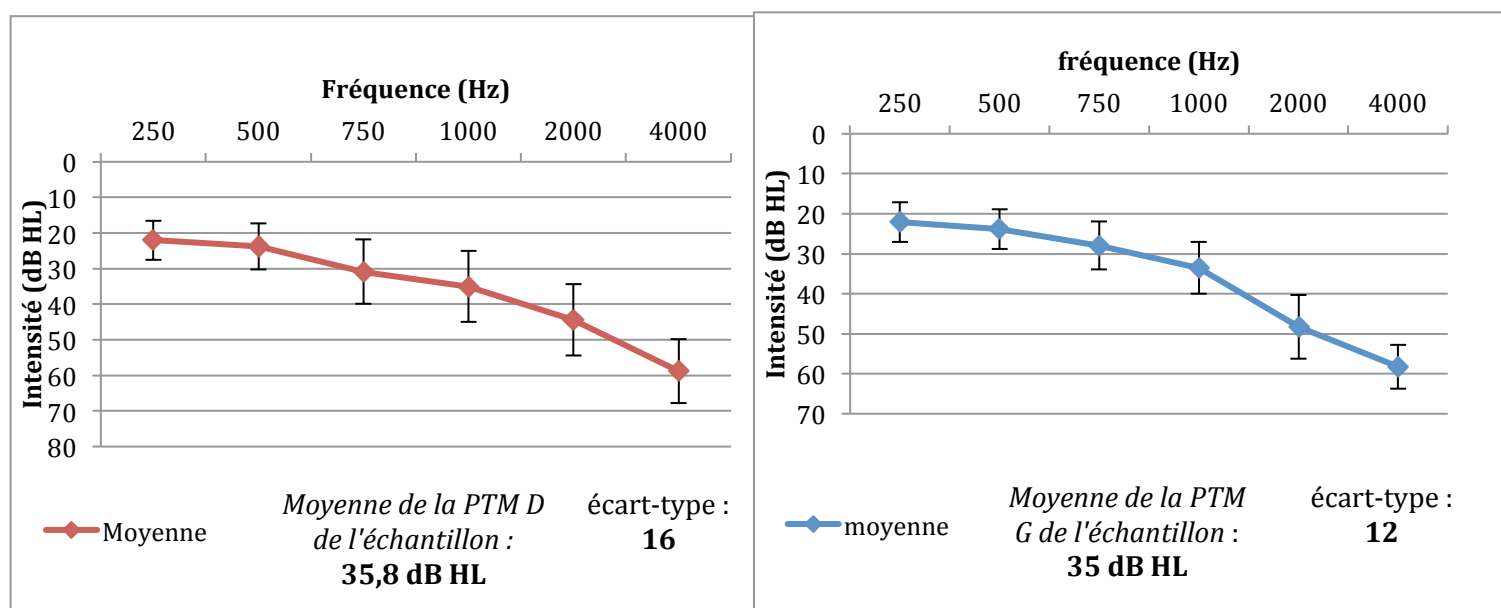 Fréquence (Hz)
250 500 750 1000 2000 4000
0
10
20
30
40
50
60
70
80
Intensité (dB HL)
Moyenne
Moyenne de la PTM D
de l'échantillon :
35,8 dB HL
écart-type :
16
fréquence (Hz)
250 500 750 1000 2000 4000
0
10
20
30
40
50
60
70
Intensité (dB HL)
moyenne
Moyenne de la PTM
G de l'échantillon :
35 dB HL
écart-type :
12